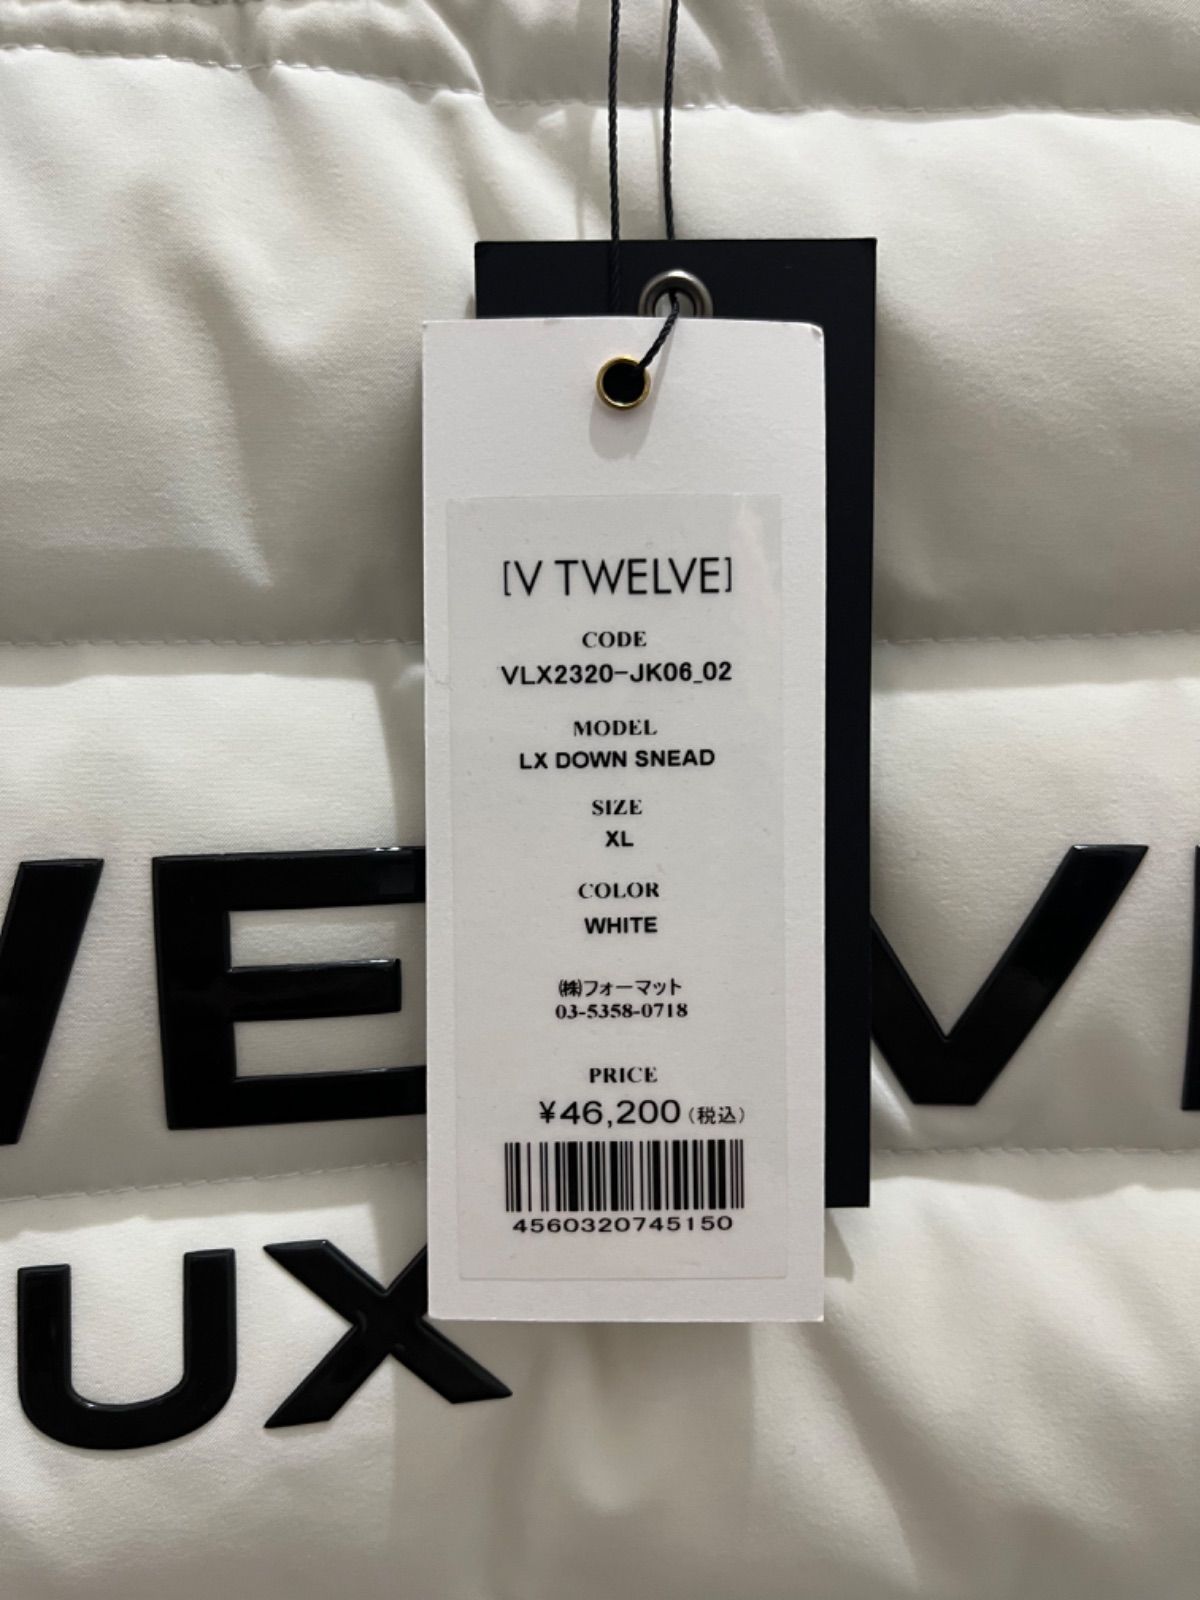 [V TWELVE]
CODE
VLX2320-JK06_02
MODEL
LX DOWN SNEAD
SIZE
XL
COLOR
WHITE
㈱フォーマット
03-5358-0718
PRICE
¥46,200(税込)
4560320745150
VE V
UX